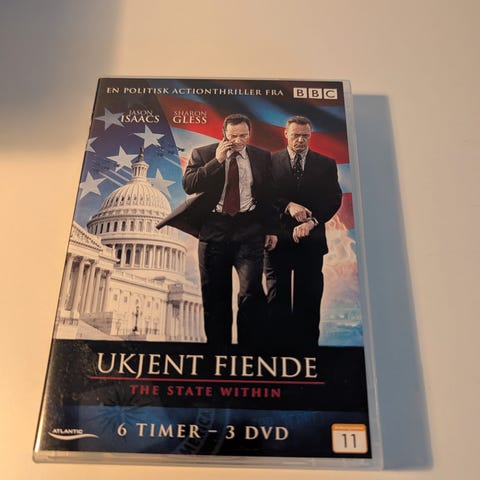 EN POLITISK ACTIONTHRILLER FRA BBC
JASON ISAACS
SHARON GLESS
UKJENT FIENDE
THE STATE WITHIN
6 TIMER – 3 DVD
ATLANTIC
11